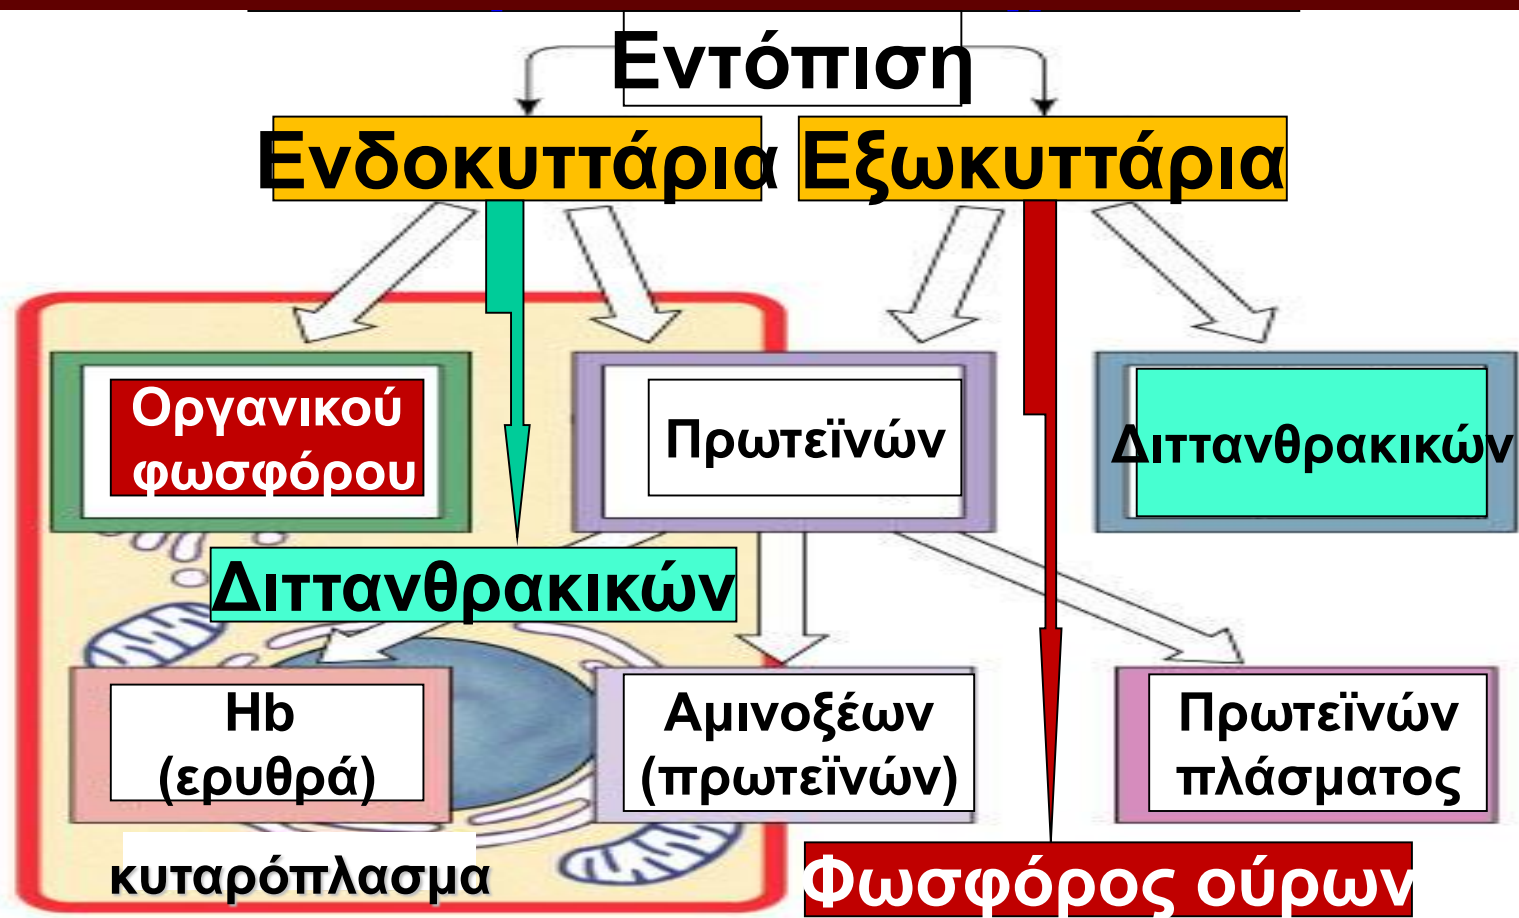 Εντόπιση
Ενδοκυττάρια
Εξωκυττάρια
Οργανικού
φωσφόρου
Πρωτεϊνών
Διττανθρακικών
Διττανθρακικών
Hb
(ερυθρά)
Αμινοξέων
(πρωτεϊνών)
Πρωτεϊνών
πλάσματος
κυταρόπλασμα
Φωσφόρος ούρων